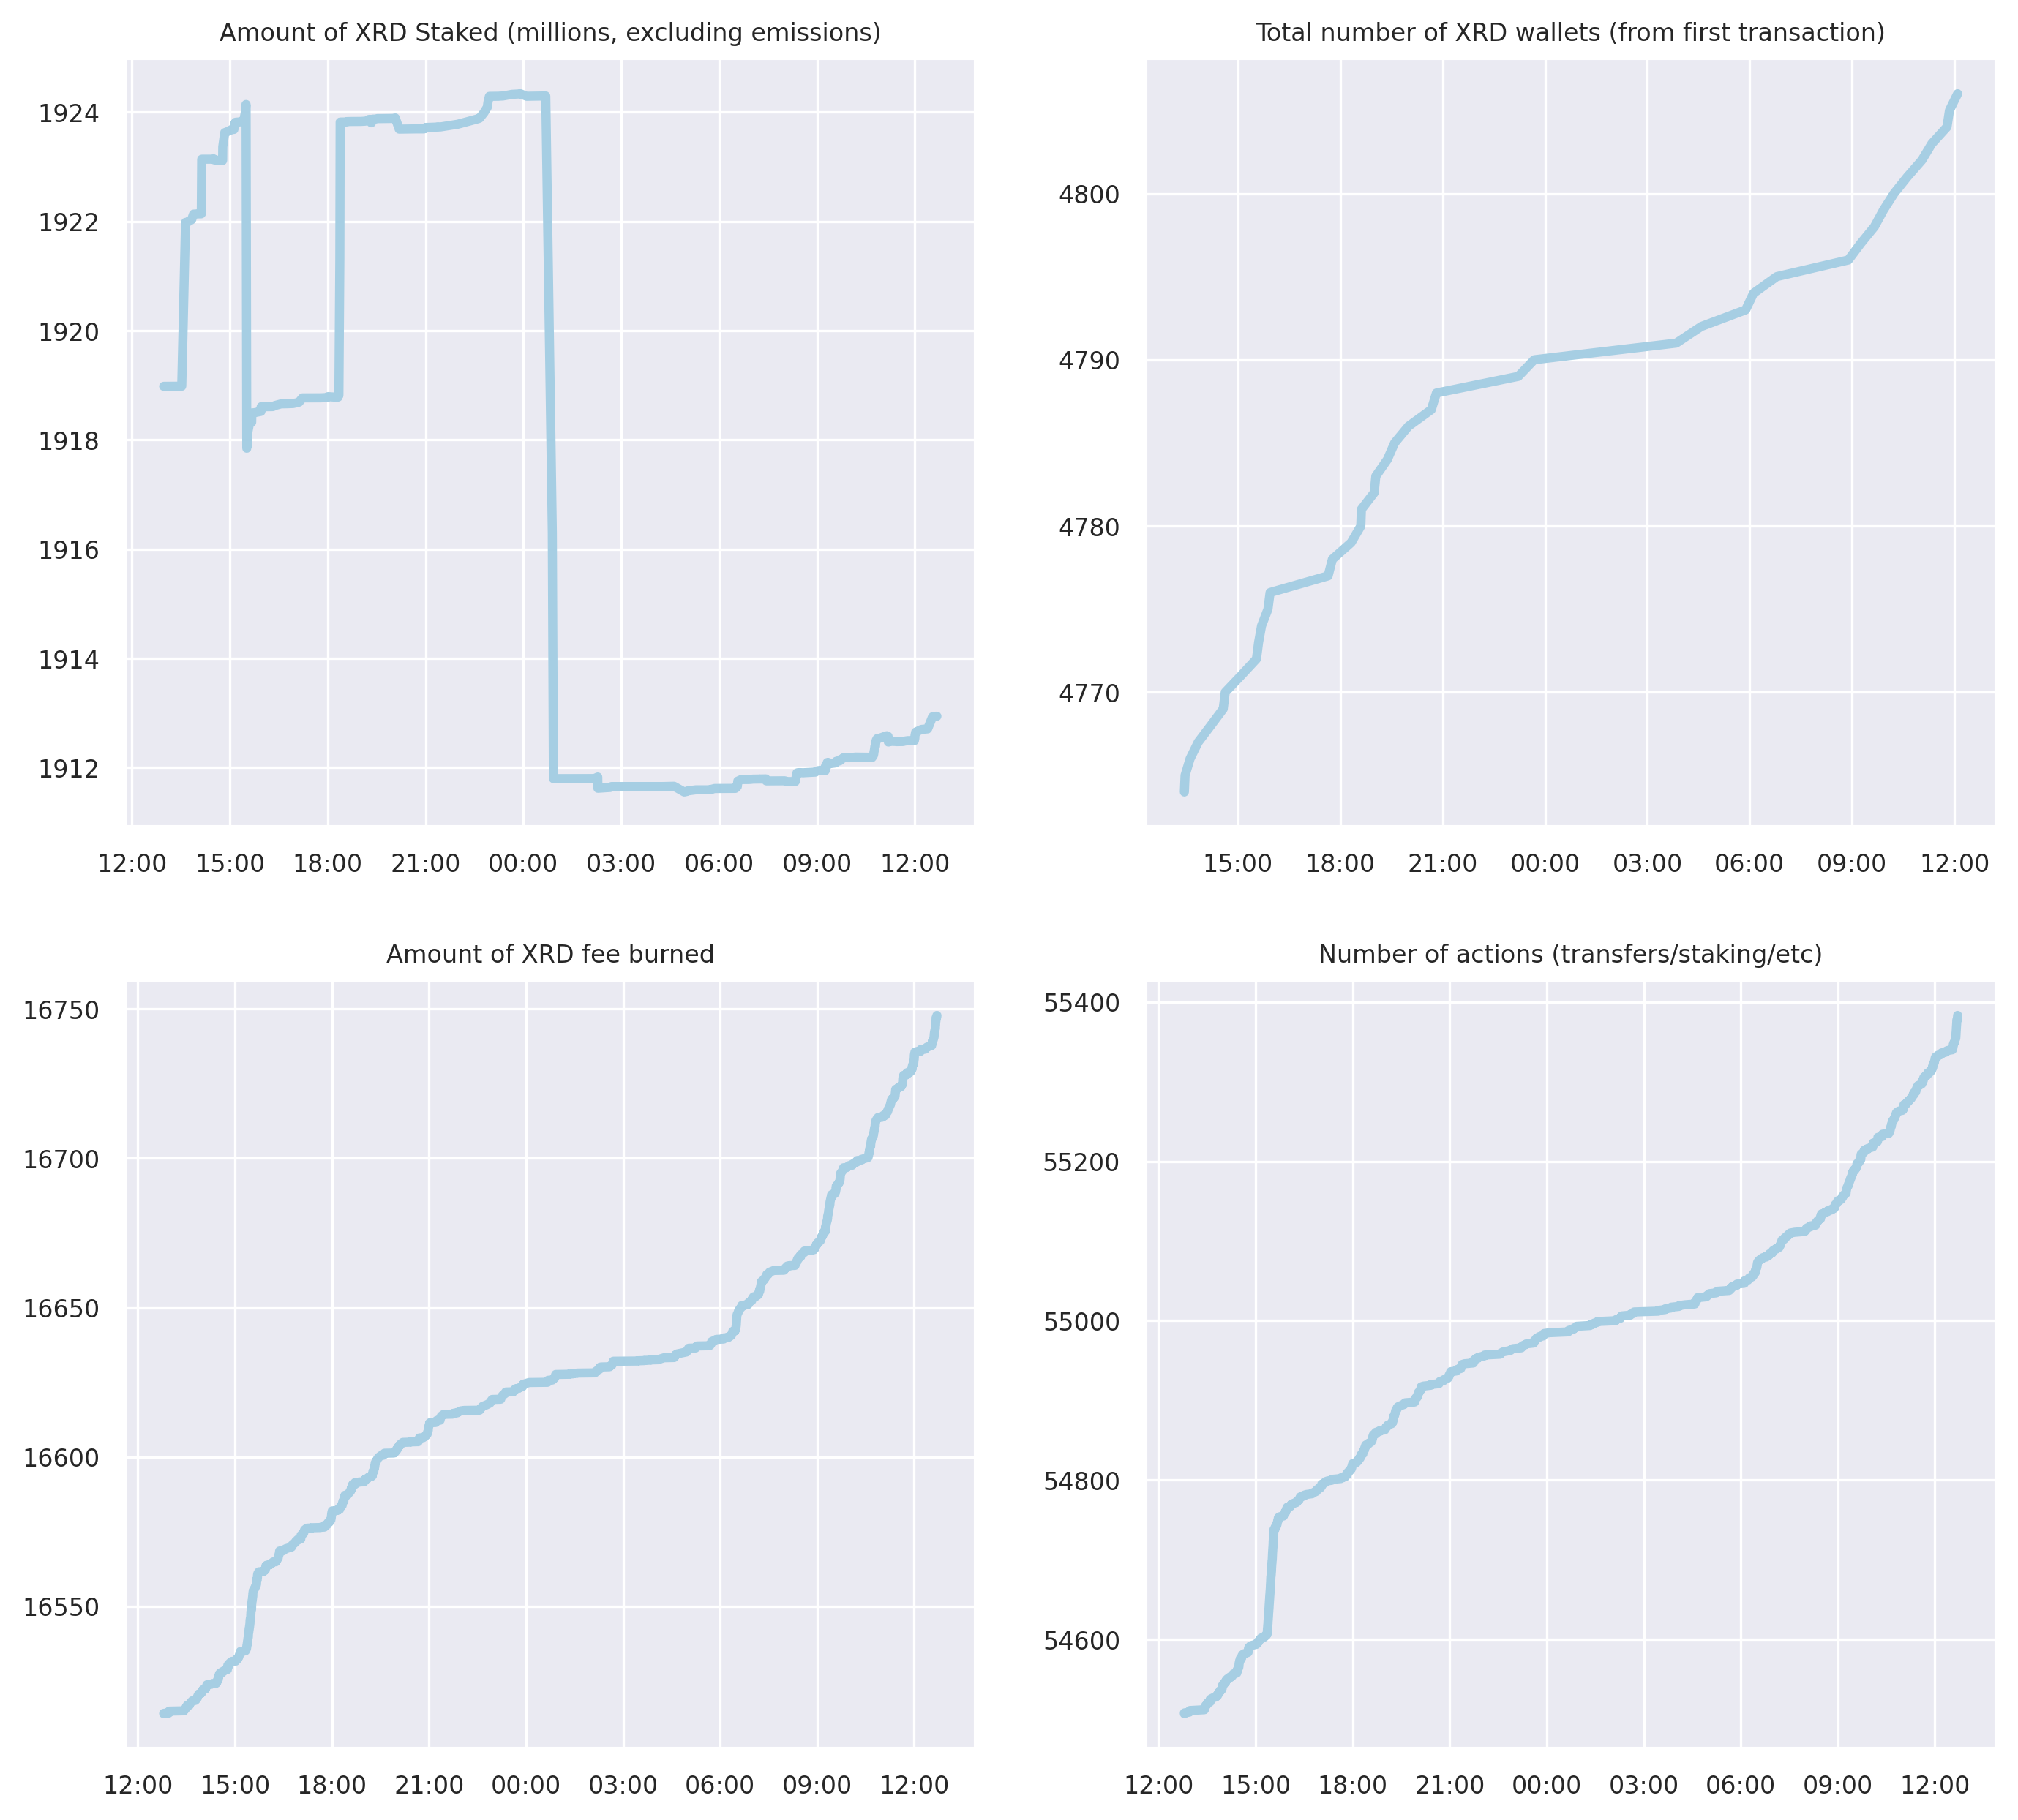 Amount of XRD Staked (millions, excluding emissions)
1924
1922
1920
1918
1916
1914
1912
12:00 15:00 18:00 21:00 00:00 03:00 06:00 09:00 12:00
Total number of XRD wallets (from first transaction)
4800
4790
4780
4770
15:00 18:00 21:00 00:00 03:00 06:00 09:00 12:00
Amount of XRD fee burned
16750
16700
16650
16600
16550
12:00 15:00 18:00 21:00 00:00 03:00 06:00 09:00 12:00
Number of actions (transfers/staking/etc)
55400
55200
55000
54800
54600
12:00 15:00 18:00 21:00 00:00 03:00 06:00 09:00 12:00